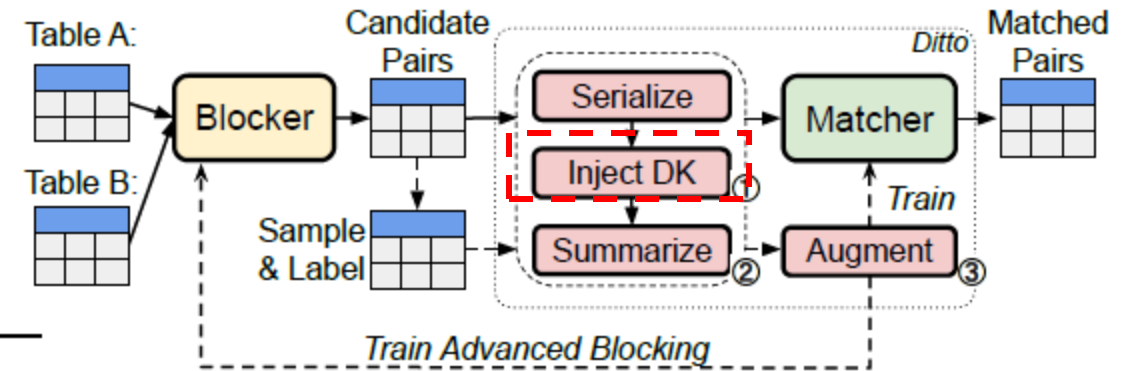 Table A:
Candidate
Pairs
Ditto
Matched
Pairs
Blocker
Serialize
Matcher
Inject DK
①
Table B:
Train
Sample
& Label
Summarize
②
Augment
③
Train Advanced Blocking